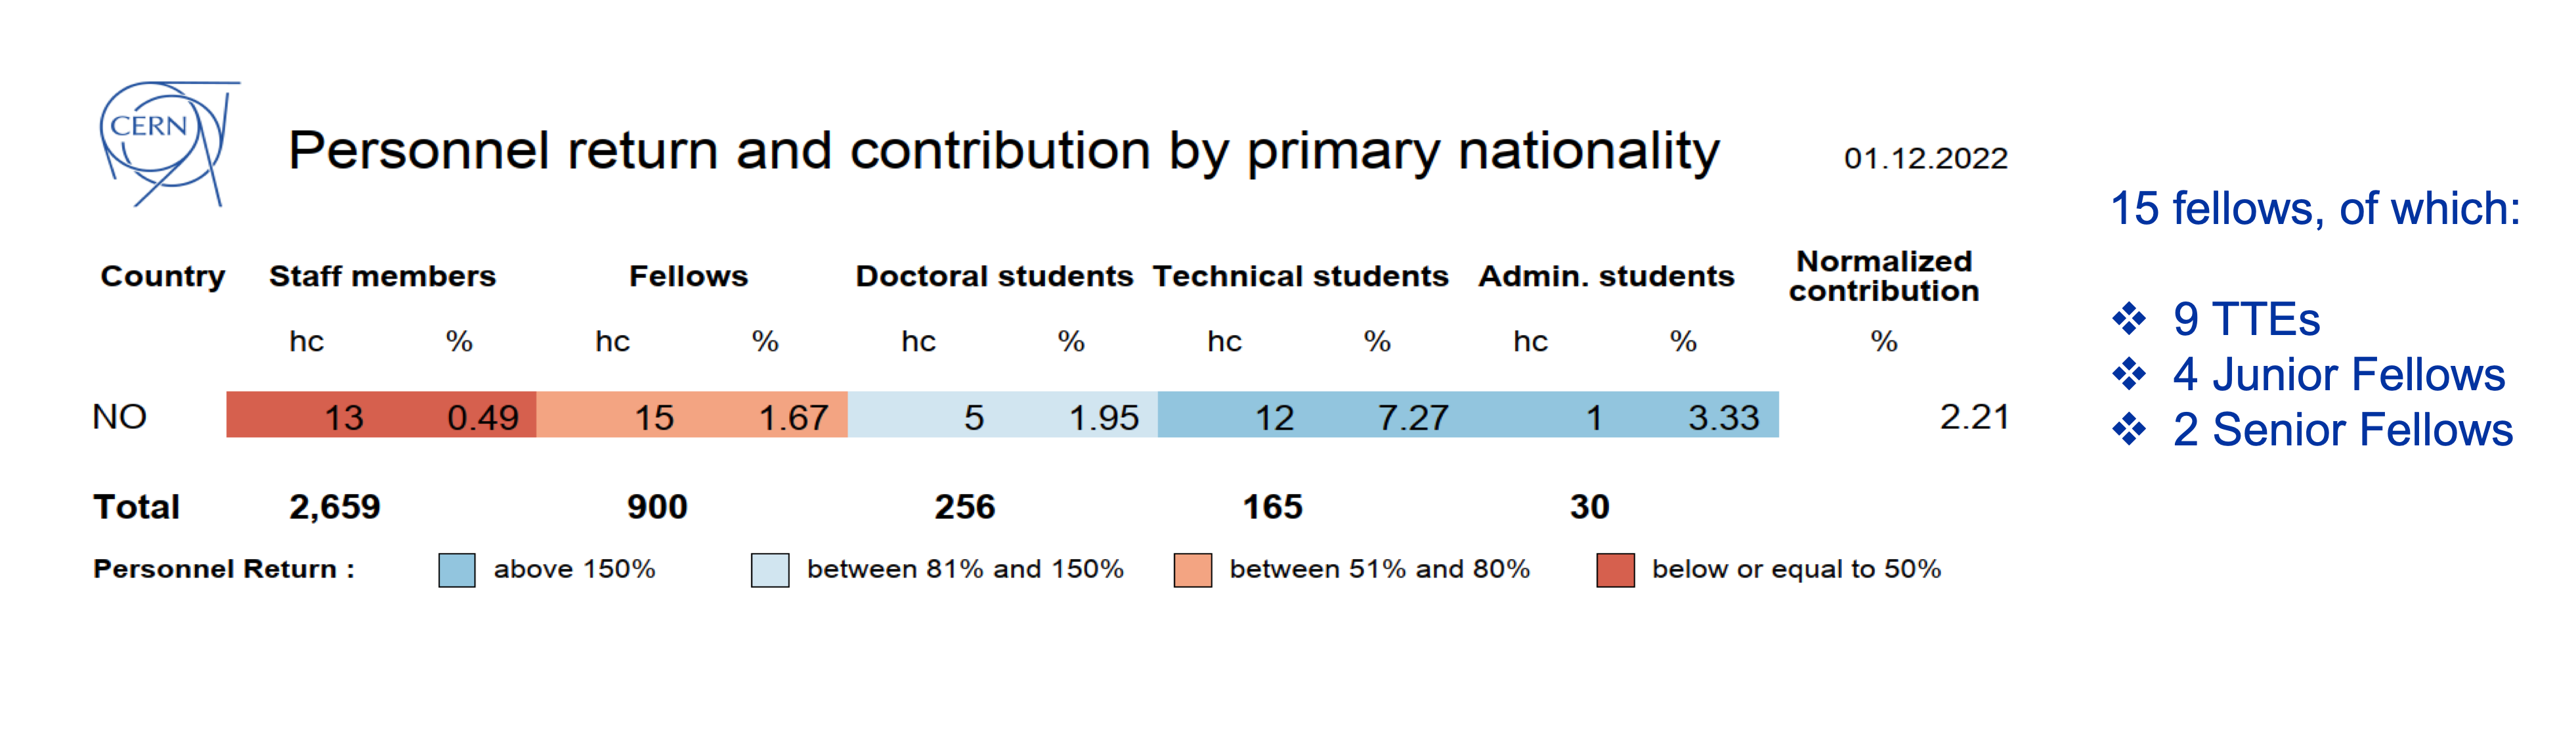 CERN
Personnel return and contribution by primary nationality 01.12.2022
Country Staff members Fellows Doctoral students Technical students Admin. students Normalized contribution
hc % hc % hc % hc % hc % %
NO 13 0.49 15 1.67 5 1.95 12 7.27 1 3.33 2.21
Total 2,659 900 256 165 30
Personnel Return : above 150% between 81% and 150% between 51% and 80% below or equal to 50%
15 fellows, of which:
❖ 9 TTEs
❖ 4 Junior Fellows
❖ 2 Senior Fellows